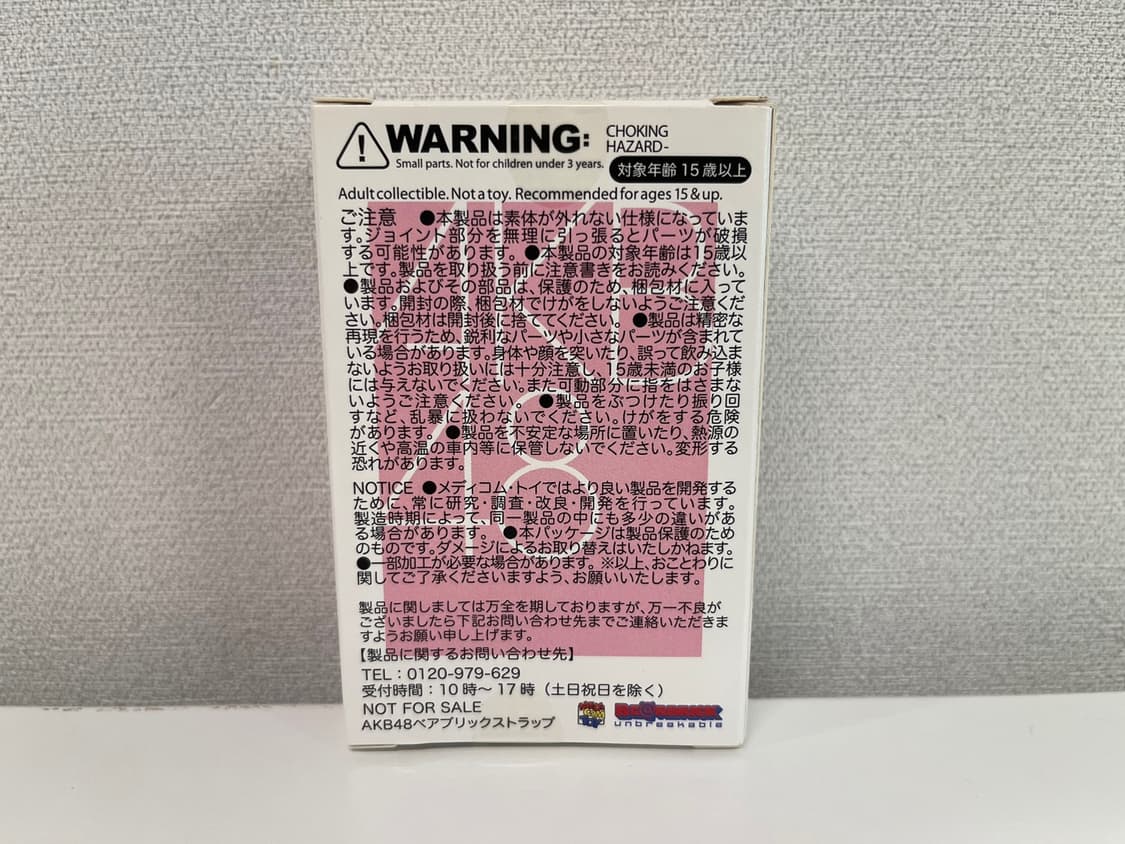 WARNING: CHOKING
HAZARD-
Small parts. Not for children under 3 years.
対象年齢 15 歳以上
Adult collectible. Not a toy. Recommended for ages 15 & up.
AKB
48
ご注意 ●本製品は素体が外れない仕様になっていま
す。ジョイント部分を無理に引っ張るとパーツが破損
する可能性があります。 ●本製品の対象年齢は15歳以
上です。製品を取り扱う前に注意書きをお読みください。
●製品およびその部品は、保護のため、梱包材に入って
います。開封の際、梱包材でけがをしないようご注意くだ
さい。梱包材は開封後に捨ててください。 ●製品は精密な
再現を行うため、鋭利なパーツや小さなパーツが含まれて
いる場合があります。身体や顔を突いたり、誤って飲み込ま
ないようお取り扱いには十分注意し、15歳未満のお子様
には与えないでください。また可動部分に指をはさまな
いようご注意ください。 ●製品をぶつけたり振り回
すなど、乱暴に扱わないでください。けがをする危険
があります。 ●製品を不安定な場所に置いたり、熱源の
近くや高温の車内等に保管しないでください。変形する
恐れがあります。
NOTICE ●メディコム・トイではより良い製品を開発する
ために、常に研究・調査・改良・開発を行っています。
製造時期によって、同一製品の中にも多少の違いがあ
る場合があります。 ●本パッケージは製品保護のため
のものです。ダメージによるお取り替えはいたしかねます。
●一部加工が必要な場合があります。※以上、おことわりに
関してご了承くださいますよう、お願いいたします。
製品に関しましては万全を期しておりますが、万一不良が
ございましたら下記お問い合わせ先までご連絡いただきま
すようお願い申し上げます。
【製品に関するお問い合わせ先】
TEL：0120-979-629
受付時間：10時〜17時（土日祝日を除く）
NOT FOR SALE
AKB48ベアブリックストラップ
BE@RBRICK
unbreakable